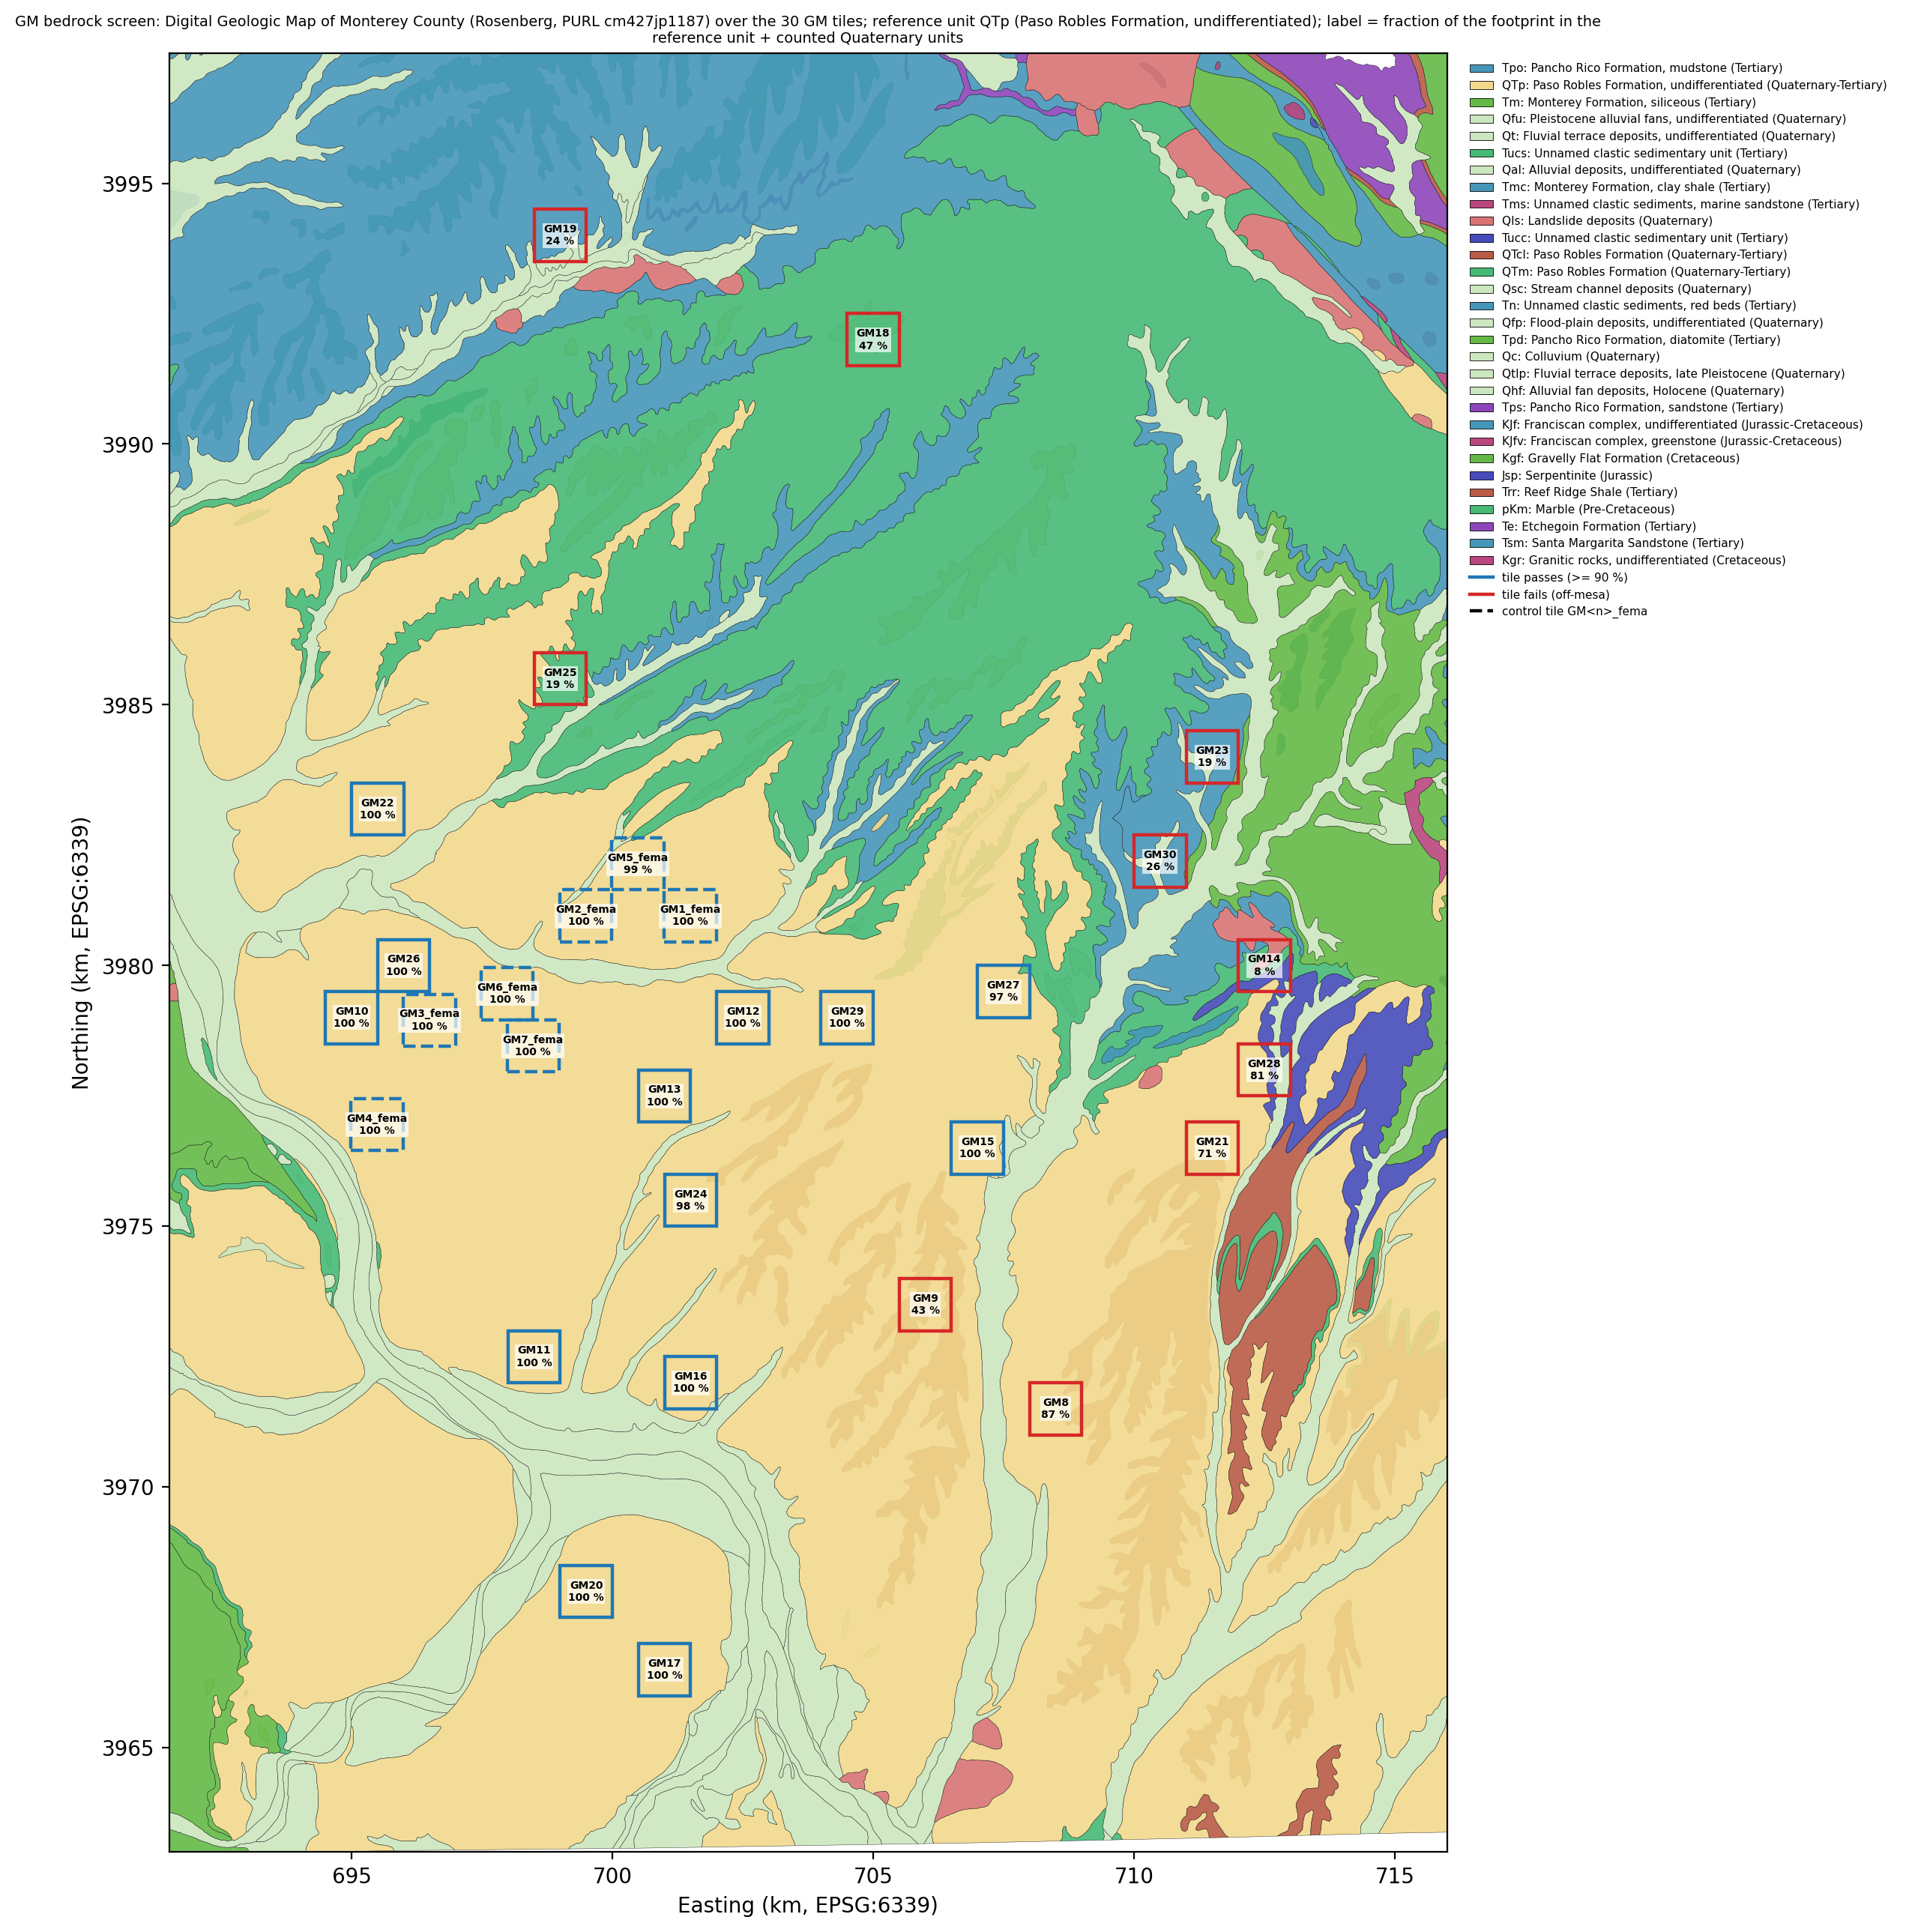 GM bedrock screen: Digital Geologic Map of Monterey County (Rosenberg, PURL cm427jp1187) over the 30 GM tiles; reference unit QTp (Paso Robles Formation, undifferentiated); label = fraction of the footprint in the
reference unit + counted Quaternary units
Tpo: Pancho Rico Formation, mudstone (Tertiary)
QTp: Paso Robles Formation, undifferentiated (Quaternary-Tertiary)
Tm: Monterey Formation, siliceous (Tertiary)
Qfu: Pleistocene alluvial fans, undifferentiated (Quaternary)
Qt: Fluvial terrace deposits, undifferentiated (Quaternary)
Tucs: Unnamed clastic sedimentary unit (Tertiary)
Qal: Alluvial deposits, undifferentiated (Quaternary)
Tmc: Monterey Formation, clay shale (Tertiary)
Tms: Unnamed clastic sediments, marine sandstone (Tertiary)
Qls: Landslide deposits (Quaternary)
Tucc: Unnamed clastic sedimentary unit (Tertiary)
QTcl: Paso Robles Formation (Quaternary-Tertiary)
QTm: Paso Robles Formation (Quaternary-Tertiary)
Qsc: Stream channel deposits (Quaternary)
Tn: Unnamed clastic sediments, red beds (Tertiary)
Qfp: Flood-plain deposits, undifferentiated (Quaternary)
Tpd: Pancho Rico Formation, diatomite (Tertiary)
Qc: Colluvium (Quaternary)
Qtlp: Fluvial terrace deposits, late Pleistocene (Quaternary)
Qhf: Alluvial fan deposits, Holocene (Quaternary)
Tps: Pancho Rico Formation, sandstone (Tertiary)
KJf: Franciscan complex, undifferentiated (Jurassic-Cretaceous)
KJfv: Franciscan complex, greenstone (Jurassic-Cretaceous)
Kgf: Gravelly Flat Formation (Cretaceous)
Jsp: Serpentinite (Jurassic)
Trr: Reef Ridge Shale (Tertiary)
pKm: Marble (Pre-Cretaceous)
Te: Etchegoin Formation (Tertiary)
Tsm: Santa Margarita Sandstone (Tertiary)
Kgr: Granitic rocks, undifferentiated (Cretaceous)
tile passes (>= 90 %)
tile fails (off-mesa)
control tile GM<n>_fema
GM19
24 %
GM18
47 %
GM25
19 %
GM23
19 %
GM22
100 %
GM5_fema
99 %
GM30
26 %
GM2_fema
100 %
GM1_fema
100 %
GM26
100 %
GM14
8 %
GM6_fema
100 %
GM27
97 %
GM10
100 %
GM3_fema
100 %
GM12
100 %
GM29
100 %
GM7_fema
100 %
GM28
81 %
GM13
100 %
GM4_fema
100 %
GM15
100 %
GM21
71 %
GM24
98 %
GM9
43 %
GM11
100 %
GM16
100 %
GM8
87 %
GM20
100 %
GM17
100 %
3995
3990
3985
3980
3975
3970
3965
Northing (km, EPSG:6339)
695
700
705
710
715
Easting (km, EPSG:6339)